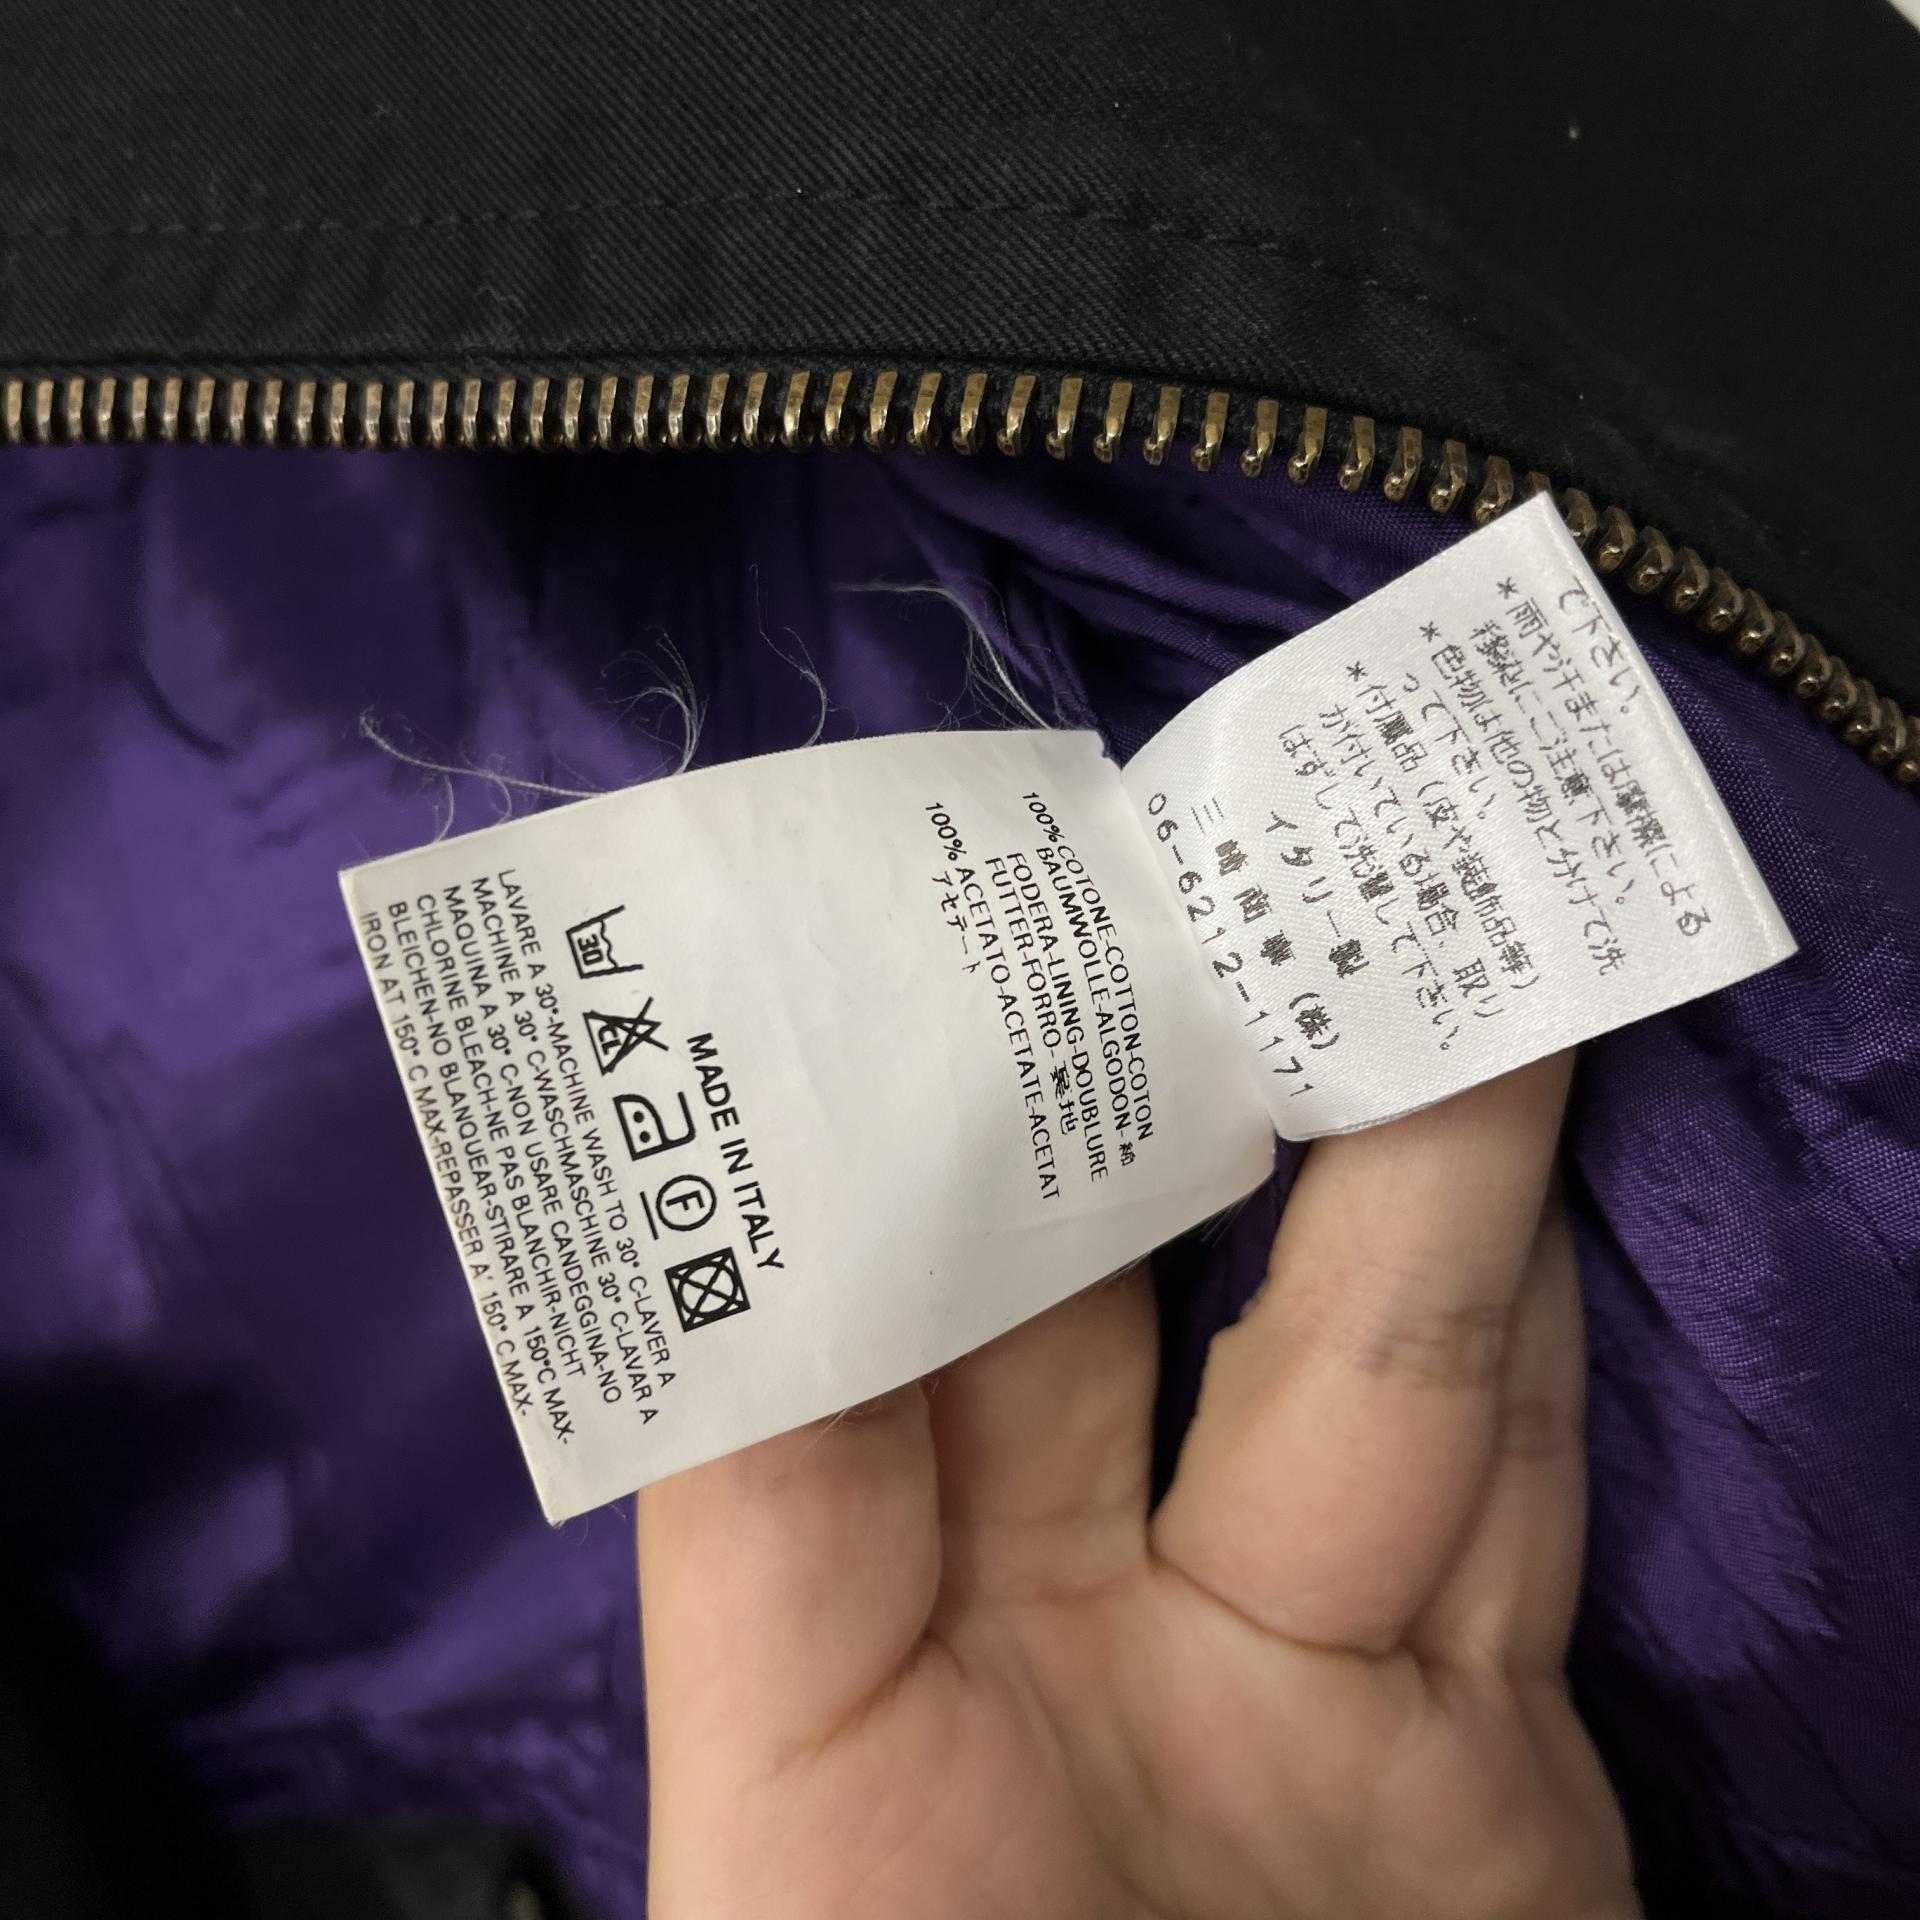 100% COTONE-COTTON-COTON
BAUMWOLLE-ALGODON-綿
FODERA-LINING-DOUBLURE
FUTTER-FORRO-裏地
100% ACETATO-ACETATE-ACETAT
アセテート
MADE IN ITALY
30
CL
F
LAVARE A 30°-MACHINE WASH TO 30° C-LAVER A
MACHINE A 30° C-WASCHMASCHINE 30° C-LAVAR A
MAQUINA A 30° C-NON USARE CANDEGGINA-NO
CHLORINE BLEACH-NE PAS BLANCHIR-NICHT
BLEICHEN-NO BLANQUEAR-STIRARE A 150°C MAX-
IRON AT 150° C MAX-REPASSER A' 150° C MAX-
で下さい。
*雨や汗または摩擦による
移染にご注意下さい。
*色物は他の物と分けて洗
って下さい。
*付属品(皮や装飾品等)
が付いている場合、取り
はずして洗濯して下さい。
イタリー製
三崎商事(株)
06-6212-1171